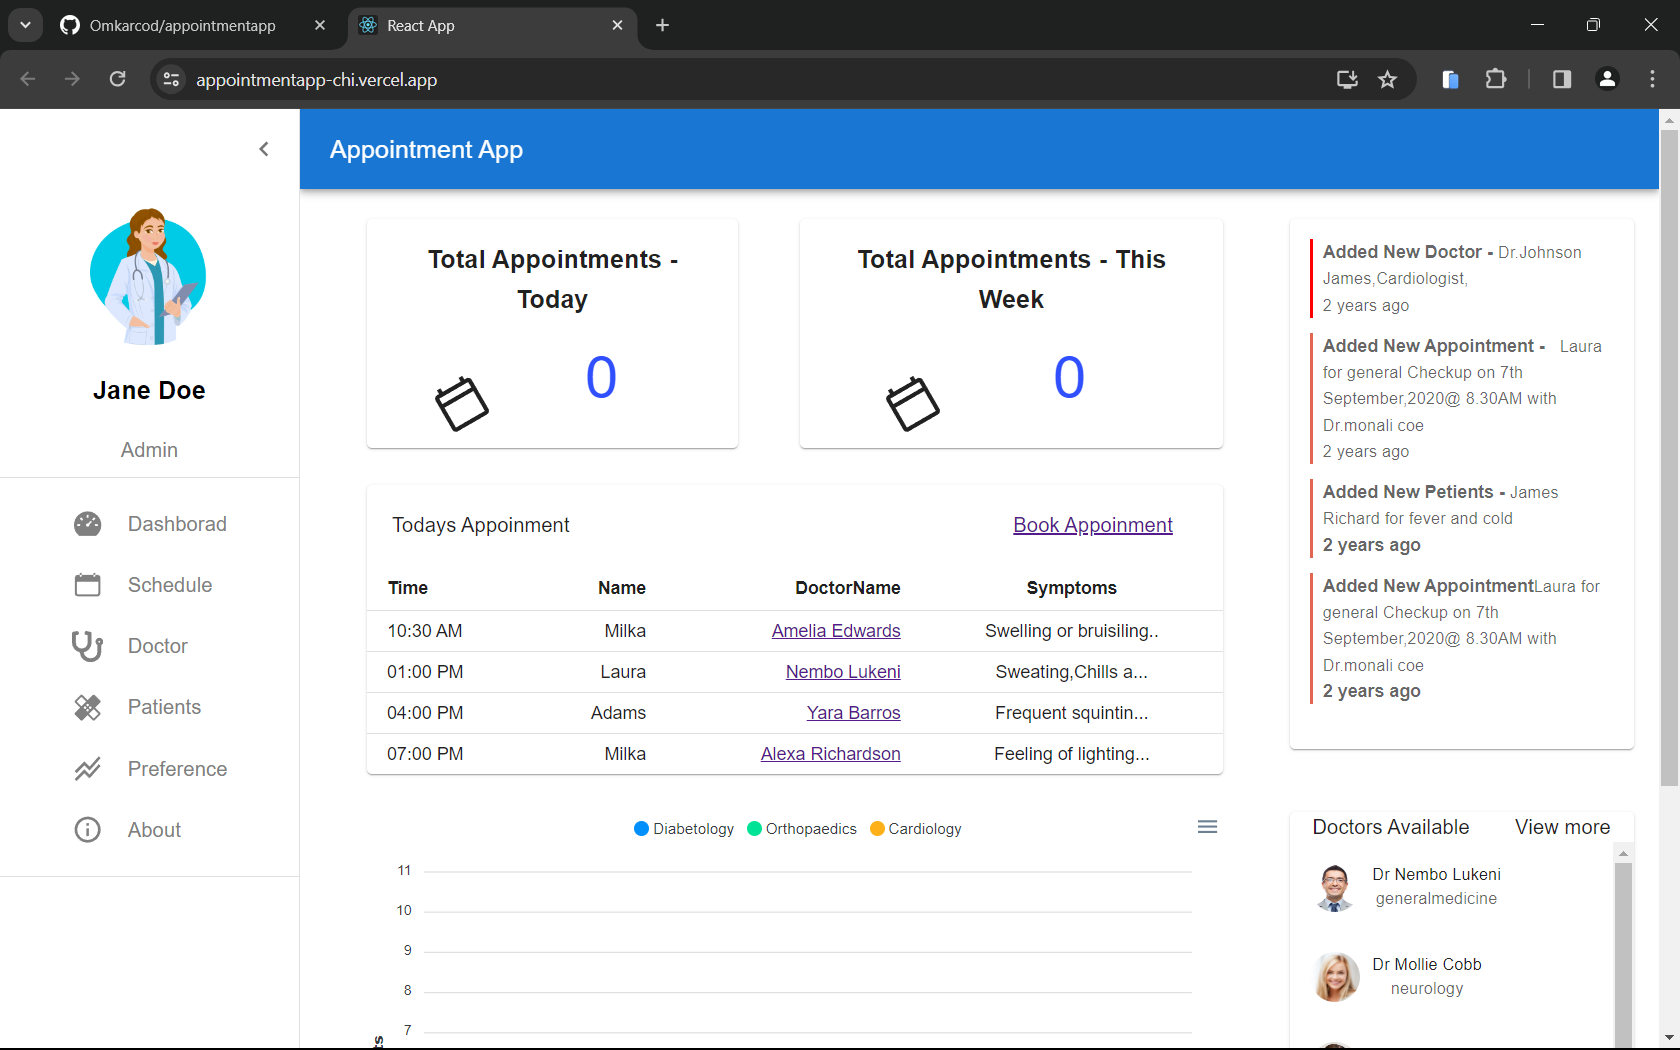 Omkarcod/appointmentapp
React App
appointmentapp-chi.vercel.app
Appointment App
Jane Doe
Admin
Dashborad
Schedule
Doctor
Patients
Preference
About
Total Appointments -
Today
0
Total Appointments - This
Week
0
Todays Appoinment
Book Appoinment
Time Name DoctorName Symptoms
10:30 AM Milka Amelia Edwards Swelling or bruisiling..
01:00 PM Laura Nembo Lukeni Sweating,Chills a...
04:00 PM Adams Yara Barros Frequent squintin...
07:00 PM Milka Alexa Richardson Feeling of lighting...
Diabetology Orthopaedics Cardiology
11
10
9
8
7
Added New Doctor - Dr.Johnson
James,Cardiologist,
2 years ago
Added New Appointment - Laura
for general Checkup on 7th
September,2020@ 8.30AM with
Dr.monali coe
2 years ago
Added New Petients - James
Richard for fever and cold
2 years ago
Added New AppointmentLaura for
general Checkup on 7th
September,2020@ 8.30AM with
Dr.monali coe
2 years ago
Doctors Available View more
Dr Nembo Lukeni
generalmedicine
Dr Mollie Cobb
neurology